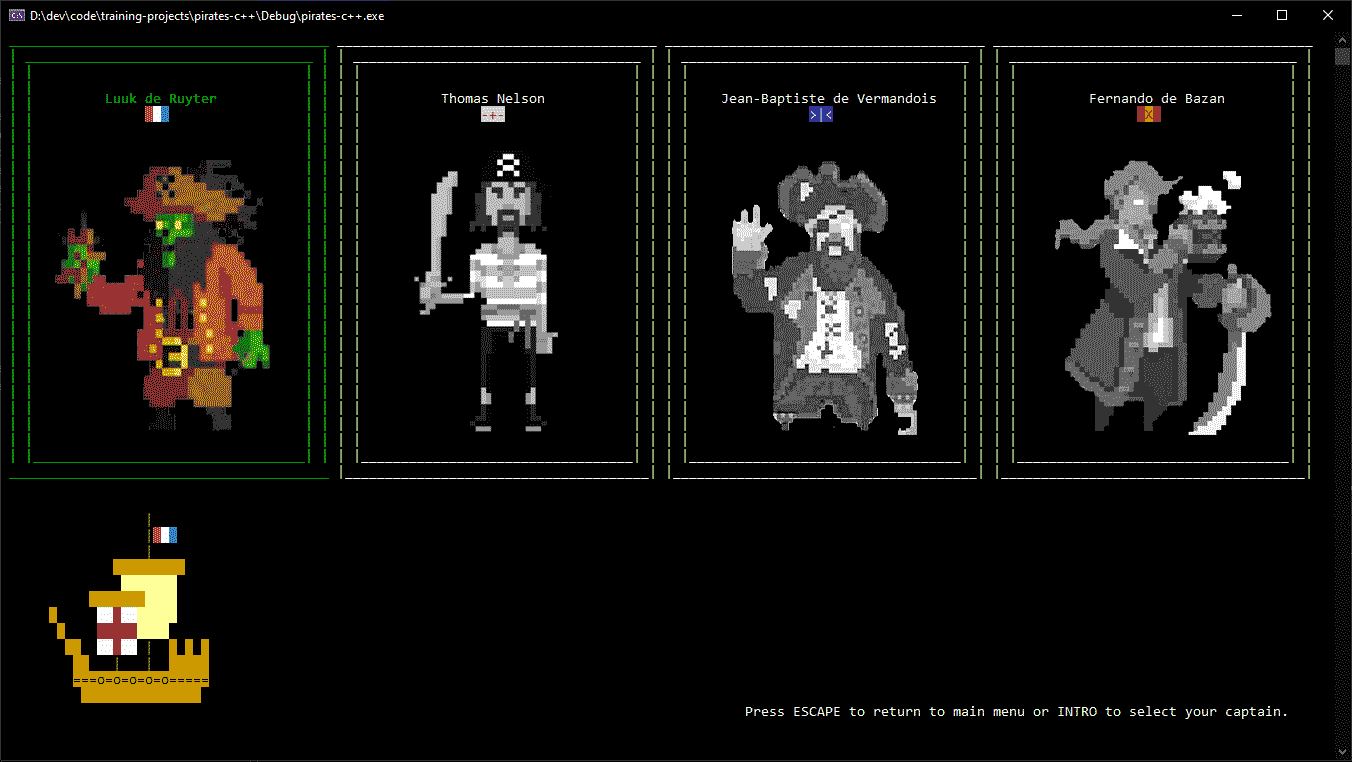 D:\dev\code\training-projects\pirates-c++\Debug\pirates-c++.exe
Luuk de Ruyter
Thomas Nelson
Jean-Baptiste de Vermandois
Fernando de Bazan
-+-
>|<
X
===O=O=O=O=O=====
Press ESCAPE to return to main menu or INTRO to select your captain.